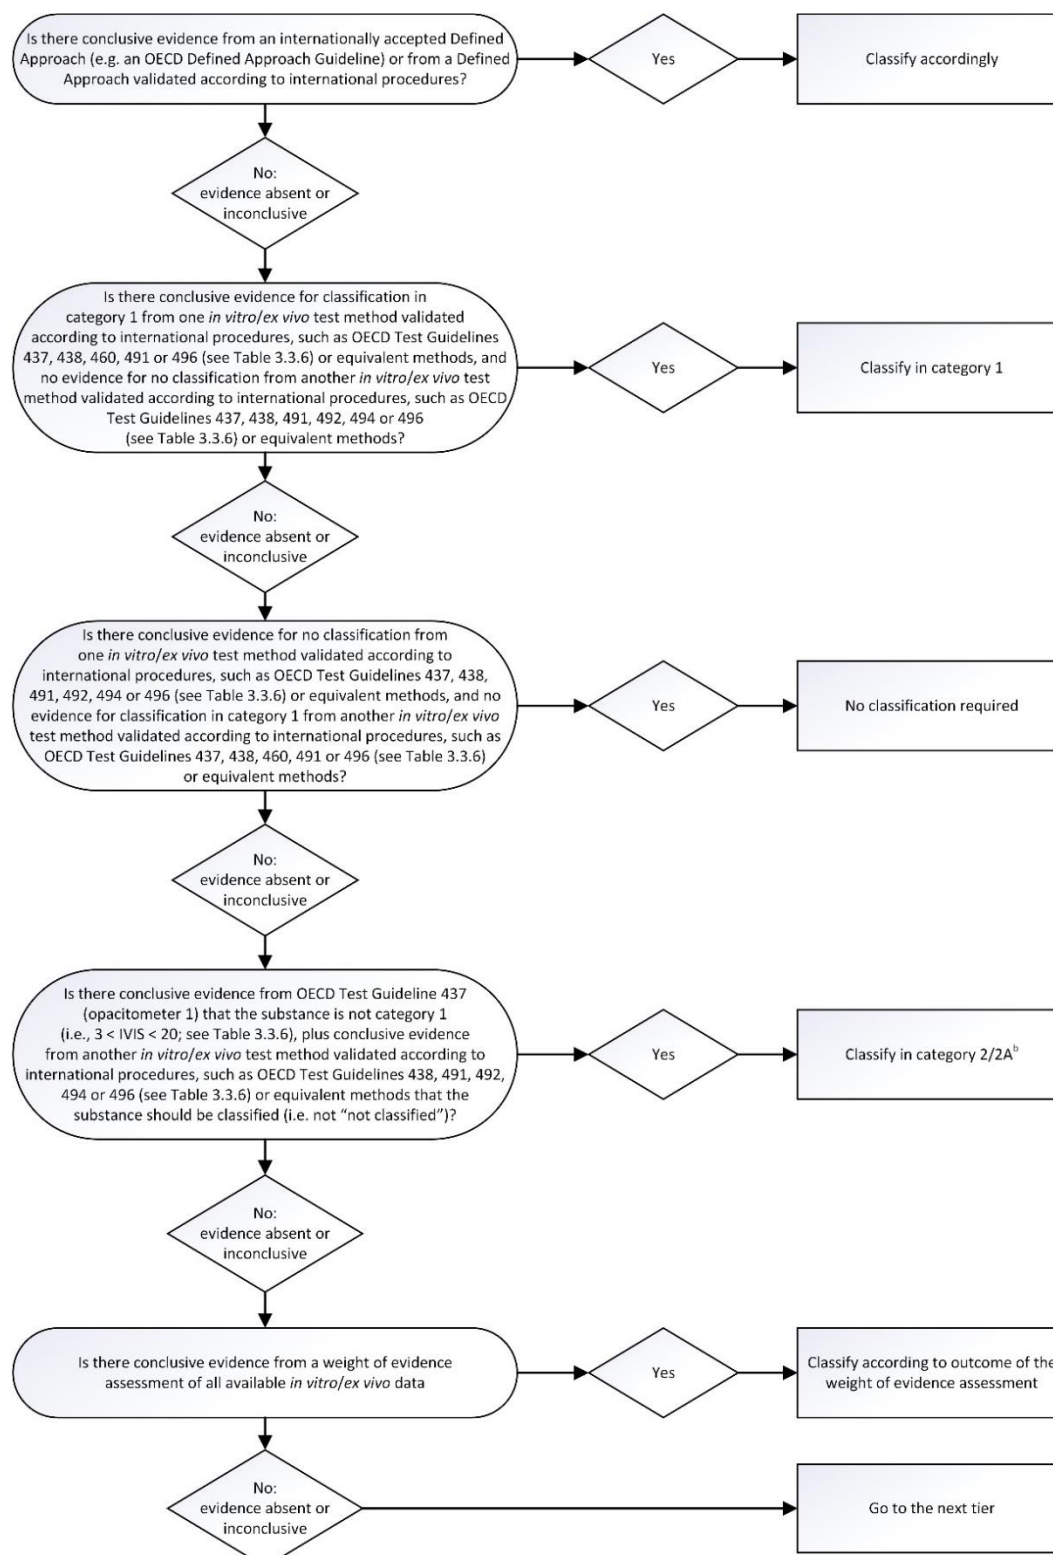 Is there conclusive evidence from an internationally accepted Defined
Approach (e.g. an OECD Defined Approach Guideline) or from a Defined
Approach validated according to international procedures?
Yes
Classify accordingly
No:
evidence absent or
inconclusive
Is there conclusive evidence for classification in
category 1 from one in vitro/ex vivo test method validated
according to international procedures, such as OECD Test Guidelines
437, 438, 460, 491 or 496 (see Table 3.3.6) or equivalent methods, and
no evidence for no classification from another in vitro/ex vivo test
method validated according to international procedures, such as OECD
Test Guidelines 437, 438, 491, 492, 494 or 496
(see Table 3.3.6) or equivalent methods?
Yes
Classify in category 1
No:
evidence absent or
inconclusive
Is there conclusive evidence for no classification from
one in vitro/ex vivo test method validated according to
international procedures, such as OECD Test Guidelines 437, 438,
491, 492, 494 or 496 (see Table 3.3.6) or equivalent methods, and no
evidence for classification in category 1 from another in vitro/ex vivo
test method validated according to international procedures, such as
OECD Test Guidelines 437, 438, 460, 491 or 496 (see Table 3.3.6)
or equivalent methods?
Yes
No classification required
No:
evidence absent or
inconclusive
Is there conclusive evidence from OECD Test Guideline 437
(opacitometer 1) that the substance is not category 1
(i.e., 3 < IVIS < 20; see Table 3.3.6), plus conclusive evidence
from another in vitro/ex vivo test method validated according to
international procedures, such as OECD Test Guidelines 438, 491, 492,
494 or 496 (see Table 3.3.6) or equivalent methods that the
substance should be classified (i.e. not “not classified”)?
Yes
Classify in category 2/2Aᵇ
No:
evidence absent or
inconclusive
Is there conclusive evidence from a weight of evidence
assessment of all available in vitro/ex vivo data
Yes
Classify according to outcome of the
weight of evidence assessment
No:
evidence absent or
inconclusive
Go to the next tier